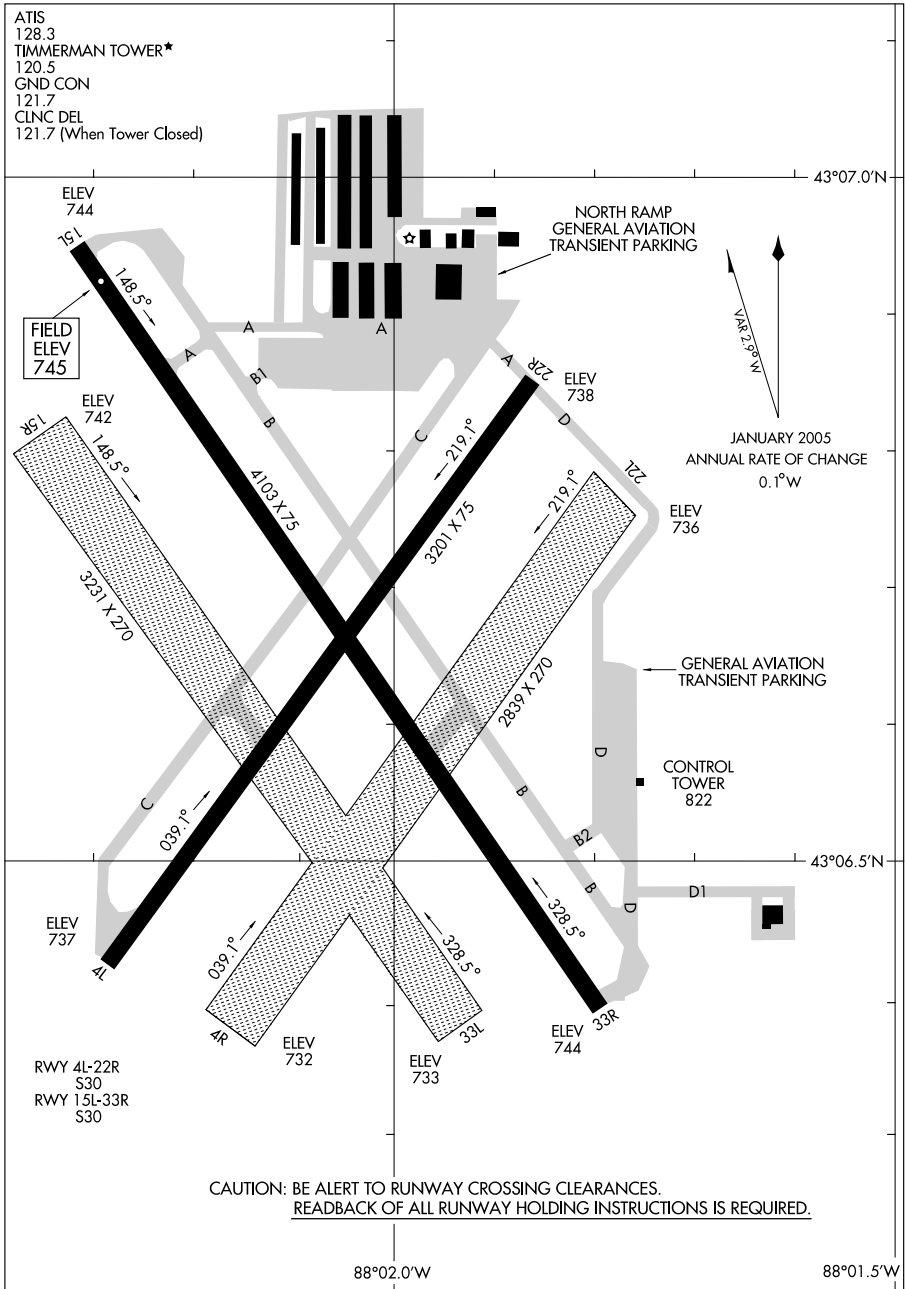 ATIS
128.3
TIMMERMAN TOWER★
120.5
GND CON
121.7
CLNC DEL
121.7 (When Tower Closed)
43°07.0'N
ELEV
744
15L
148.5°
FIELD
ELEV
745
NORTH RAMP
GENERAL AVIATION
TRANSIENT PARKING
VAR 2.9° W
JANUARY 2005
ANNUAL RATE OF CHANGE
0.1°W
A
A
A
A
B1
B
22R
ELEV
738
D
C
219.1°
ELEV
742
15R
148.5°
4103 X 75
3201 X 75
22L
219.1°
ELEV
736
3231 X 270
2839 X 270
GENERAL AVIATION
TRANSIENT PARKING
D
CONTROL
TOWER
822
C
039.1°
B
B2
43°06.5'N
B
D
D1
328.5°
ELEV
737
4L
039.1°
328.5°
4R
ELEV
732
33L
ELEV
733
33R
ELEV
744
RWY 4L-22R
S30
RWY 15L-33R
S30
CAUTION: BE ALERT TO RUNWAY CROSSING CLEARANCES.
READBACK OF ALL RUNWAY HOLDING INSTRUCTIONS IS REQUIRED.
88°02.0'W
88°01.5'W